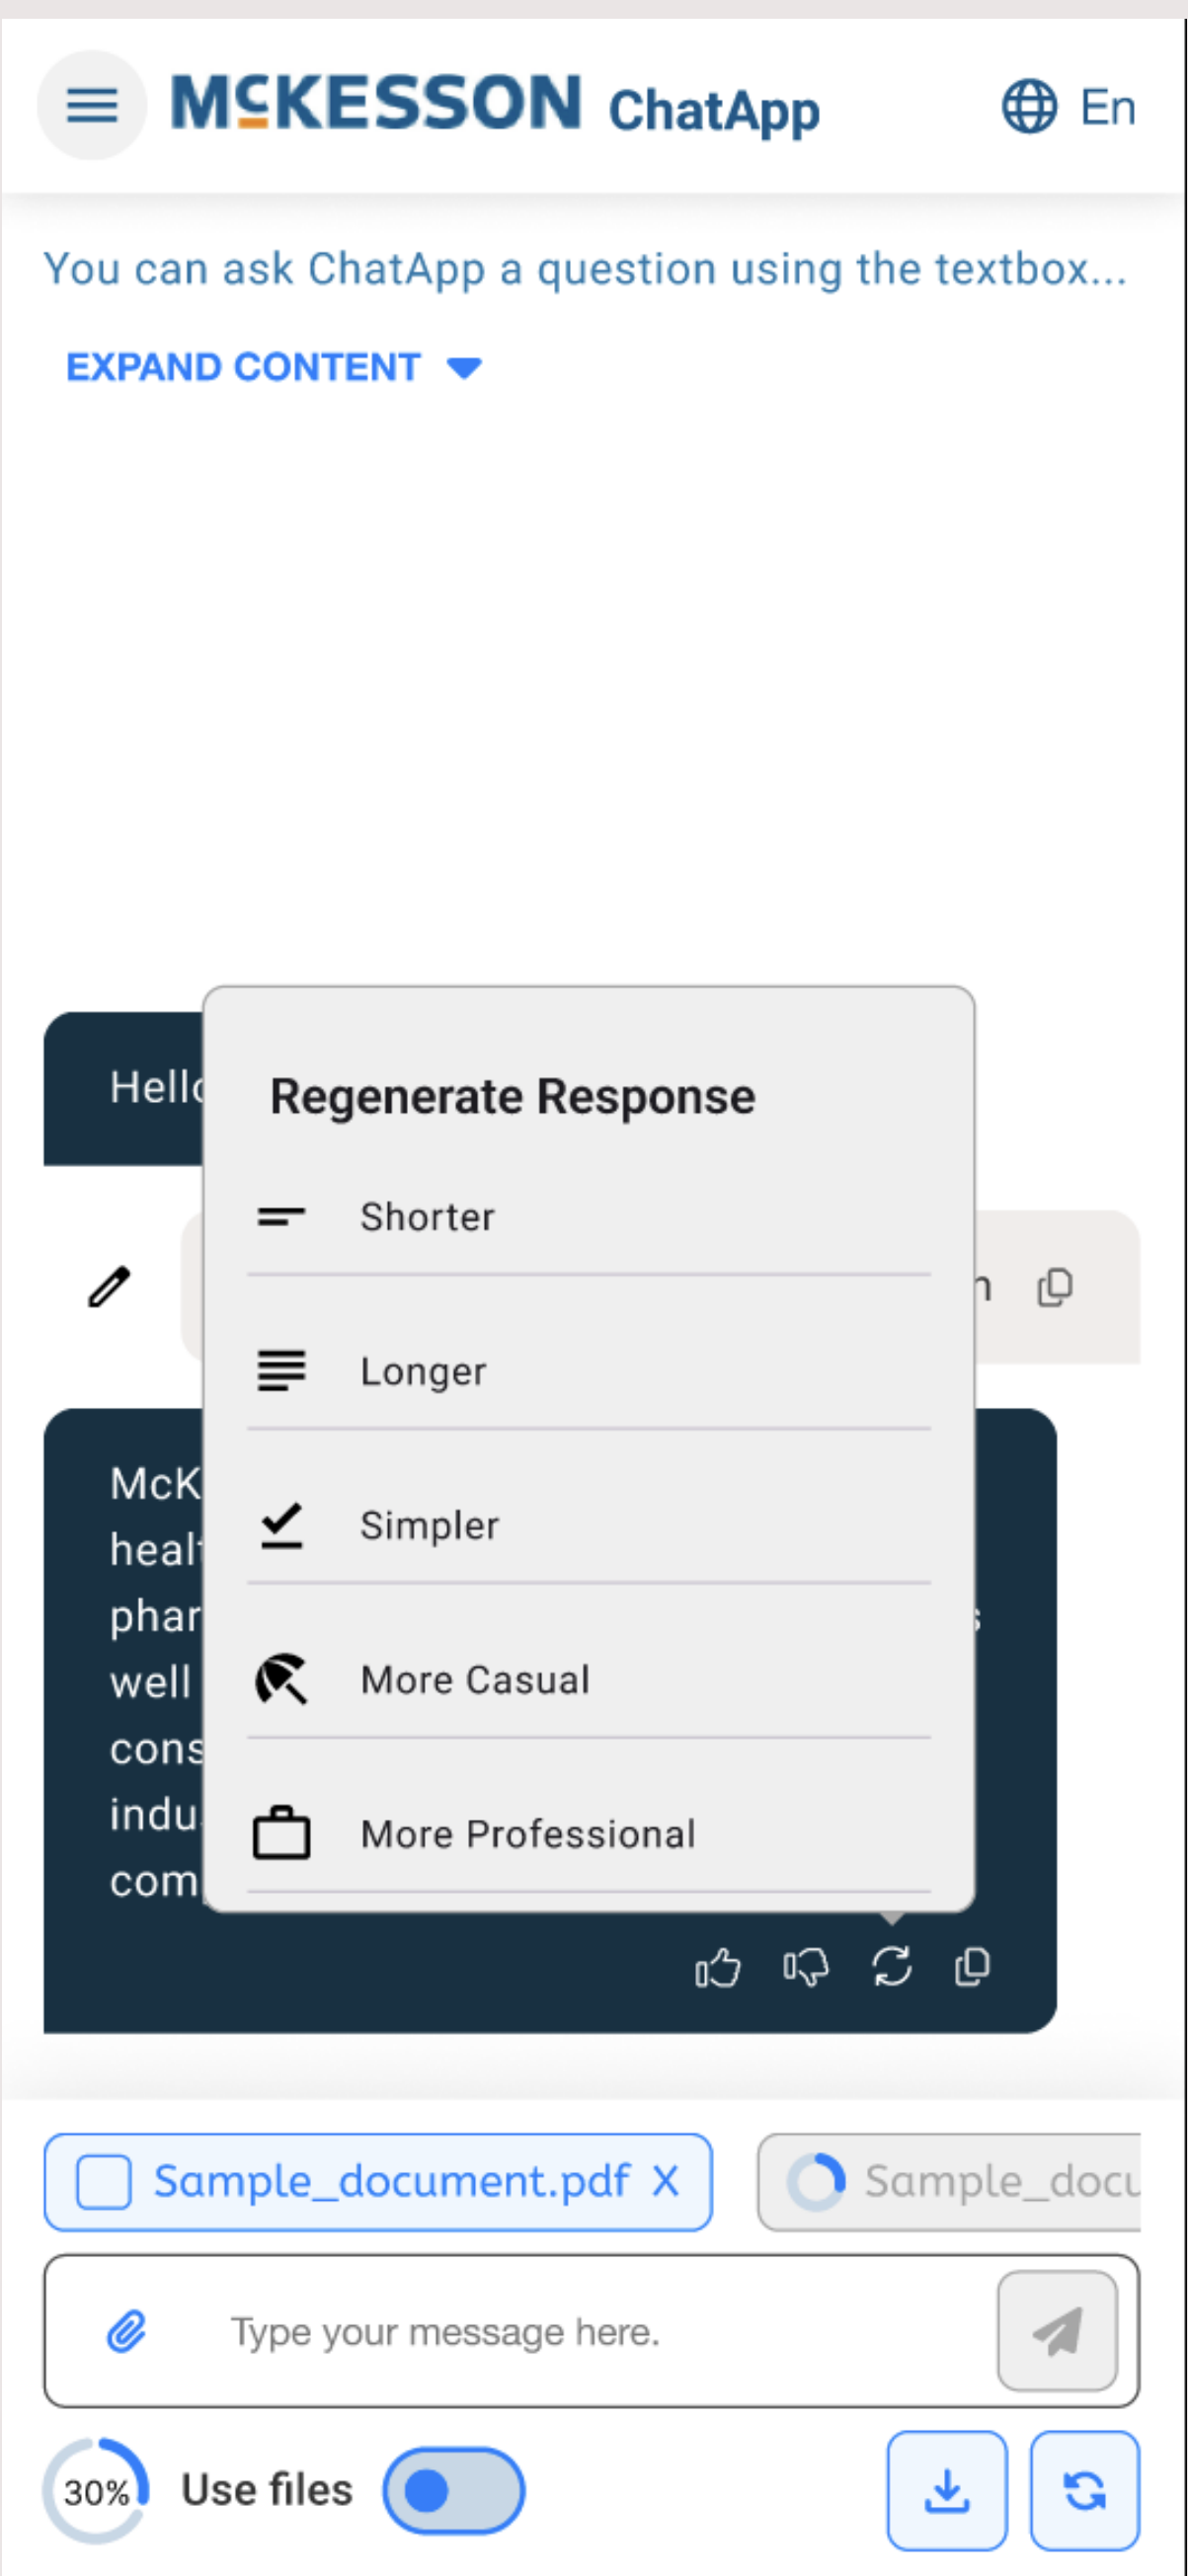 McKESSON ChatApp En
You can ask ChatApp a question using the textbox...
EXPAND CONTENT
Regenerate Response
Shorter
Longer
Simpler
More Casual
More Professional
well
Sample_document.pdf X
Type your message here.
30% Use files